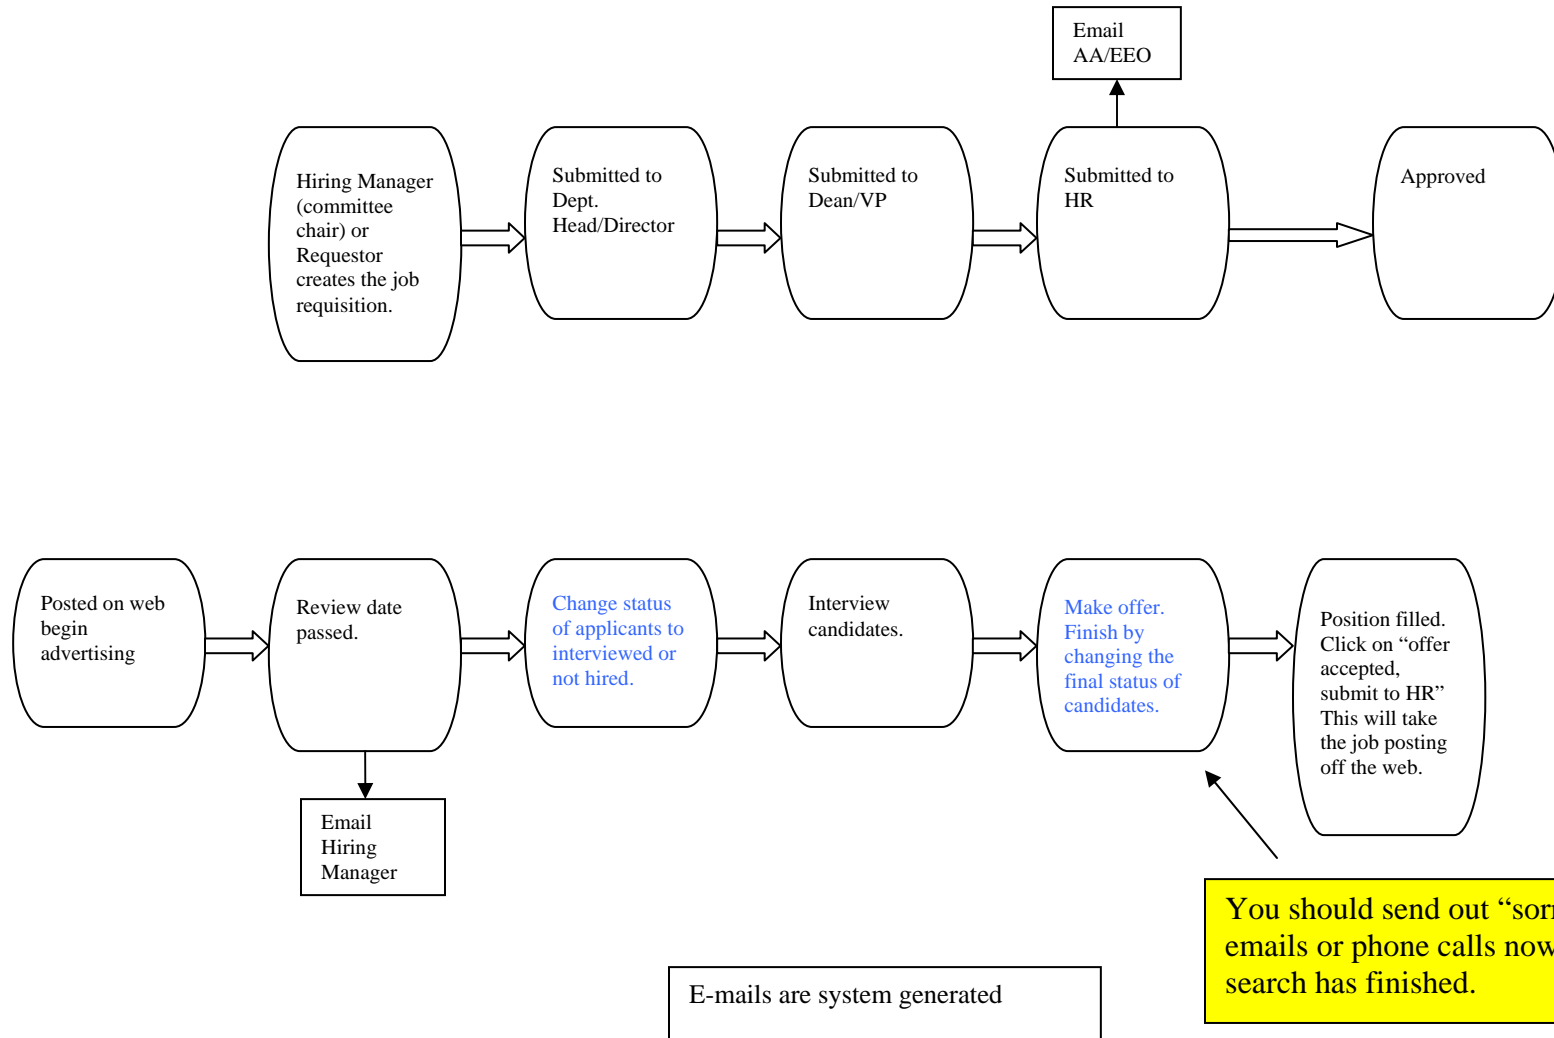 Email
AA/EEO
Hiring Manager
(committee
chair) or
Requestor
creates the job
requisition.
Submitted to
Dept.
Head/Director
Submitted to
Dean/VP
Submitted to
HR
Approved
Posted on web
begin
advertising
Review date
passed.
Change status
of applicants to
interviewed or
not hired.
Interview
candidates.
Make offer.
Finish by
changing the
final status of
candidates.
Position filled.
Click on “offer
accepted,
submit to HR”
This will take
the job posting
off the web.
Email
Hiring
Manager
You should send out
emails or phone calls now
search has finished.
E-mails are system generated